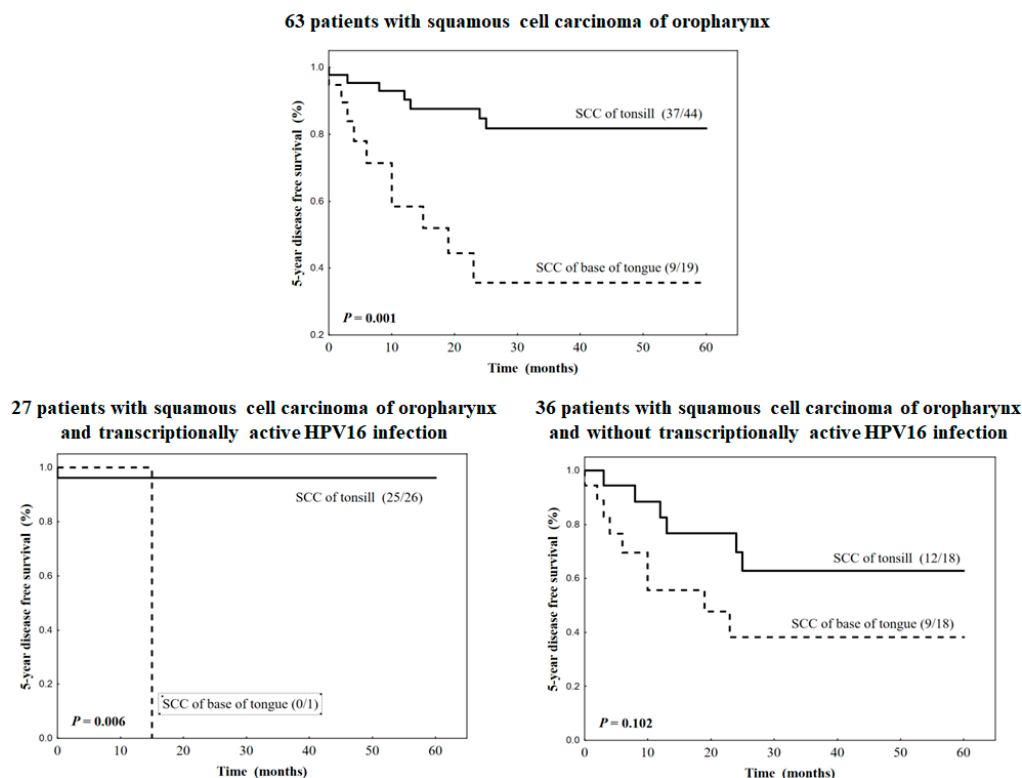 63 patients with squamous cell carcinoma of oropharynx
5-year disease free survival (%)
1.0
0.8
0.6
0.4
0.2
SCC of tonsill (37/44)
SCC of base of tongue (9/19)
P = 0.001
0 10 20 30 40 50 60
Time (months)
27 patients with squamous cell carcinoma of oropharynx
and transcriptionally active HPV16 infection
5-year disease free survival (%)
1.0
0.8
0.6
0.4
0.2
0.0
SCC of tonsill (25/26)
SCC of base of tongue (0/1)
P = 0.006
0 10 20 30 40 50 60
Time (months)
36 patients with squamous cell carcinoma of oropharynx
and without transcriptionally active HPV16 infection
5-year disease free survival (%)
1.0
0.8
0.6
0.4
0.2
0.0
SCC of tonsill (12/18)
SCC of base of tongue (9/18)
P = 0.102
0 10 20 30 40 50 60
Time (months)